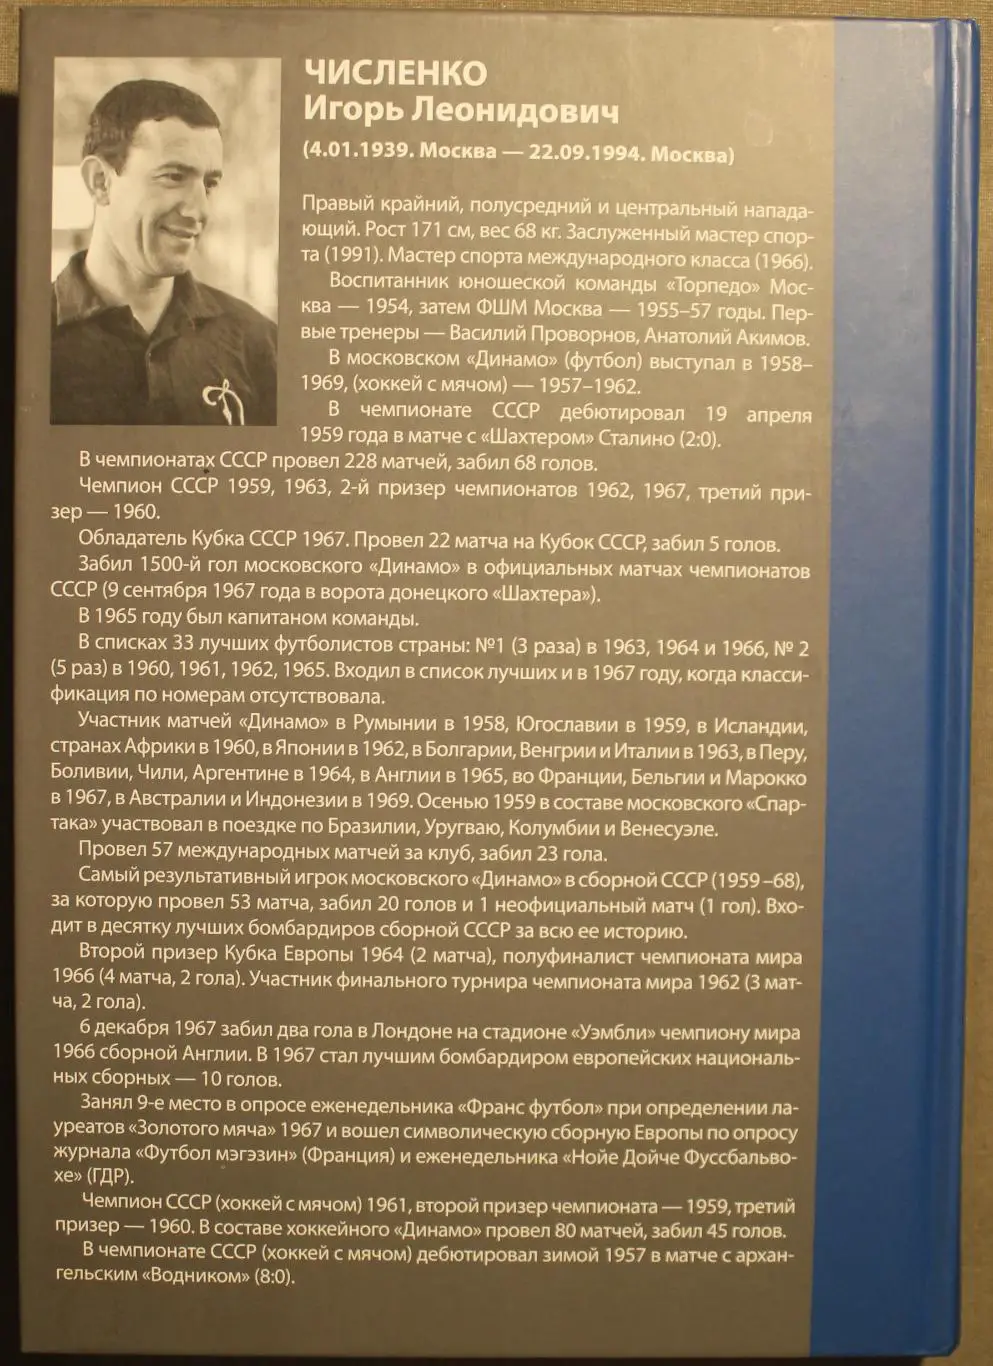 ЧИСЛЕНКО
Игорь Леонидович
(4.01.1939. Москва — 22.09.1994. Москва)
Правый крайний, полусредний и центральный напада-
ющий. Рост 171 см, вес 68 кг. Заслуженный мастер спор-
та (1991). Мастер спорта международного класса (1966).
Воспитанник юношеской команды «Торпедо» Мос-
ква — 1954, затем ФШМ Москва — 1955–57 годы. Пер-
вые тренеры — Василий Проворнов, Анатолий Акимов.
В московском «Динамо» (футбол) выступал в 1958–
1969, (хоккей с мячом) — 1957–1962.
В чемпионате СССР дебютировал 19 апреля
1959 года в матче с «Шахтером» Сталино (2:0).
В чемпионатах СССР провел 228 матчей, забил 68 голов.
Чемпион СССР 1959, 1963, 2-й призер чемпионатов 1962, 1967, третий при-
зер — 1960.
Обладатель Кубка СССР 1967. Провел 22 матча на Кубок СССР, забил 5 голов.
Забил 1500-й гол московского «Динамо» в официальных матчах чемпионатов
СССР (9 сентября 1967 года в ворота донецкого «Шахтера»).
В 1965 году был капитаном команды.
В списках 33 лучших футболистов страны: №1 (3 раза) в 1963, 1964 и 1966, № 2
(5 раз) в 1960, 1961, 1962, 1965. Входил в список лучших и в 1967 году, когда класси-
фикация по номерам отсутствовала.
Участник матчей «Динамо» в Румынии в 1958, Югославии в 1959, в Исландии,
странах Африки в 1960, в Японии в 1962, в Болгарии, Венгрии и Италии в 1963, в Перу,
Боливии, Чили, Аргентине в 1964, в Англии в 1965, во Франции, Бельгии и Марокко
в 1967, в Австралии и Индонезии в 1969. Осенью 1959 в составе московского «Спар-
така» участвовал в поездке по Бразилии, Уругваю, Колумбии и Венесуэле.
Провел 57 международных матчей за клуб, забил 23 гола.
Самый результативный игрок московского «Динамо» в сборной СССР (1959–68),
за которую провел 53 матча, забил 20 голов и 1 неофициальный матч (1 гол). Вхо-
дит в десятку лучших бомбардиров сборной СССР за всю ее историю.
Второй призер Кубка Европы 1964 (2 матча), полуфиналист чемпионата мира
1966 (4 матча, 2 гола). Участник финального турнира чемпионата мира 1962 (3 мат-
ча, 2 гола).
6 декабря 1967 забил два гола в Лондоне на стадионе «Уэмбли» чемпиону мира
1966 сборной Англии. В 1967 стал лучшим бомбардиром европейских националь-
ных сборных — 10 голов.
Занял 9-е место в опросе еженедельника «Франс футбол» при определении ла-
уреатов «Золотого мяча» 1967 и вошел символическую сборную Европы по опросу
журнала «Футбол мэгэзин» (Франция) и еженедельника «Нойе Дойче Фуссбальво-
хе» (ГДР).
Чемпион СССР (хоккей с мячом) 1961, второй призер чемпионата — 1959, третий
призер — 1960. В составе хоккейного «Динамо» провел 80 матчей, забил 45 голов.
В чемпионате СССР (хоккей с мячом) дебютировал зимой 1957 в матче с архан-
гельским «Водником» (8:0).